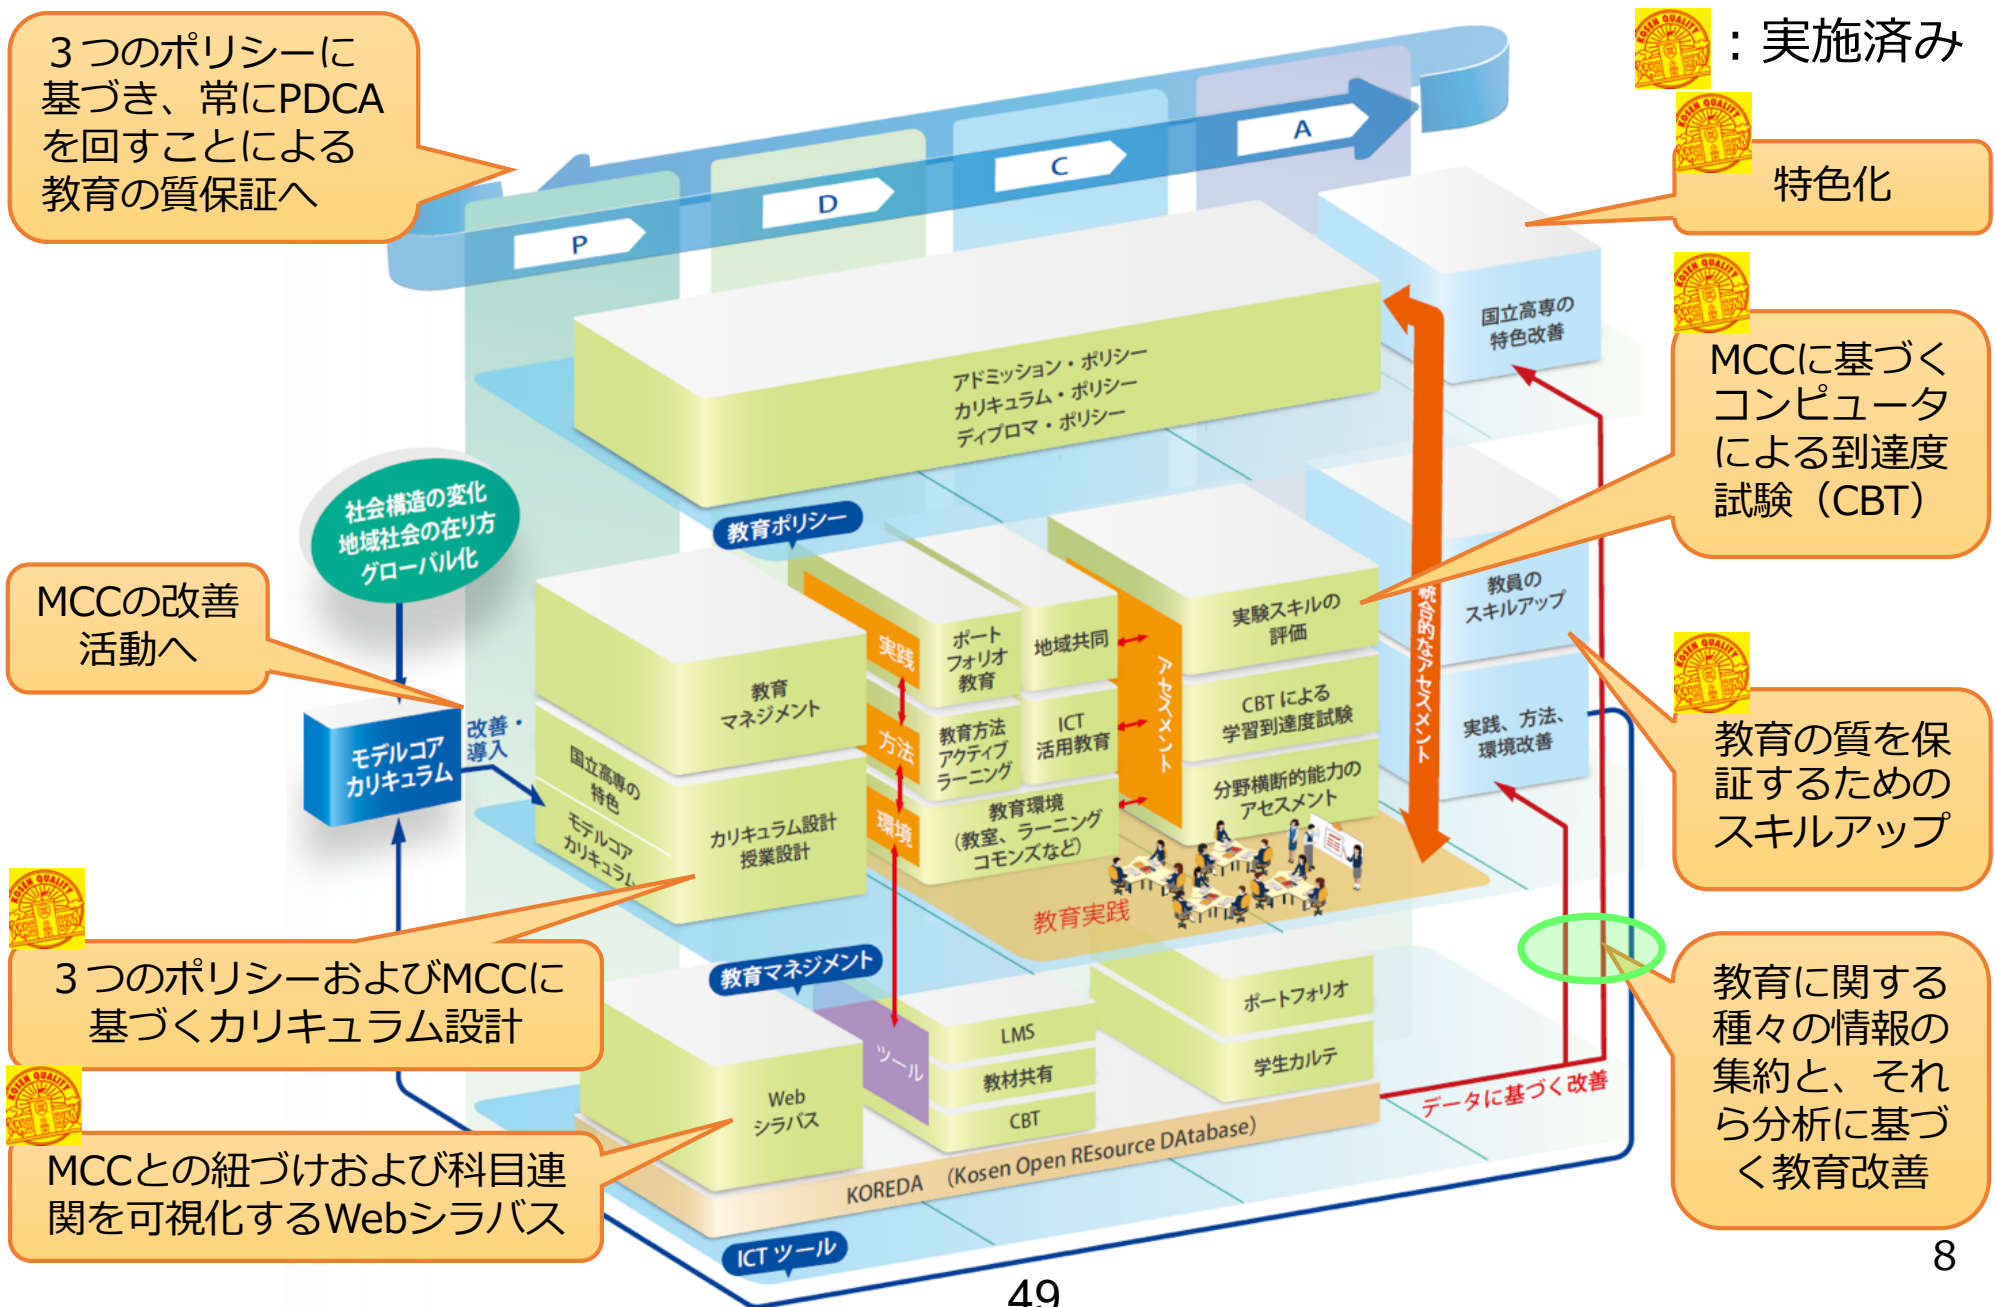 ３つのポリシーに
基づき、常にPDCA
を回すことによる
教育の質保証へ
：実施済み
KOSEN QUALITY
特色化
P
D
C
A
国立高専の
特色改善
アドミッション・ポリシー
カリキュラム・ポリシー
ディプロマ・ポリシー
教育ポリシー
MCCに基づく
コンピュータ
による到達度
試験（CBT）
社会構造の変化
地域社会の在り方
グローバル化
MCCの改善
活動へ
モデルコア
カリキュラム
改善・
導入
教育
マネジメント
国立高専の
特色
モデルコア
カリキュラム
カリキュラム設計
授業設計
実践
方法
環境
ポート
フォリオ
教育
地域共同
教育方法
アクティブ
ラーニング
ICT
活用教育
教育環境
（教室、ラーニング
コモンズなど）
アセスメント
実験スキルの
評価
CBT による
学習到達度試験
分野横断的能力の
アセスメント
統合的なアセスメント
教員の
スキルアップ
実践、方法、
環境改善
教育の質を保
証するための
スキルアップ
教育実践
教育マネジメント
３つのポリシーおよびMCCに
基づくカリキュラム設計
MCCとの紐づけおよび科目連
関を可視化するWebシラバス
Web
シラバス
ツール
LMS
教材共有
CBT
ポートフォリオ
学生カルテ
KOREDA （Kosen Open REsource DAtabase）
データに基づく改善
教育に関する
種々の情報の
集約と、それ
ら分析に基づ
く教育改善
ICT ツール
8
49